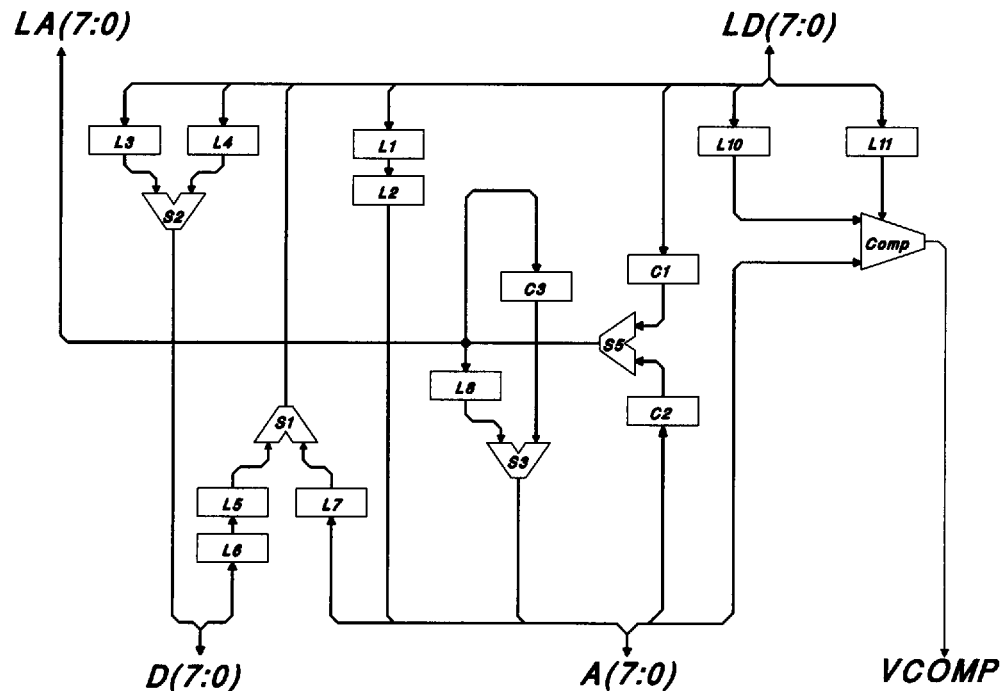 LA(7:0)
LD(7:0)
L3
L4
L1
L10
L11
L2
S2
Comp
C1
C3
S5
L8
C2
S1
S3
L5
L7
L6
D(7:0)
A(7:0)
VCOMP